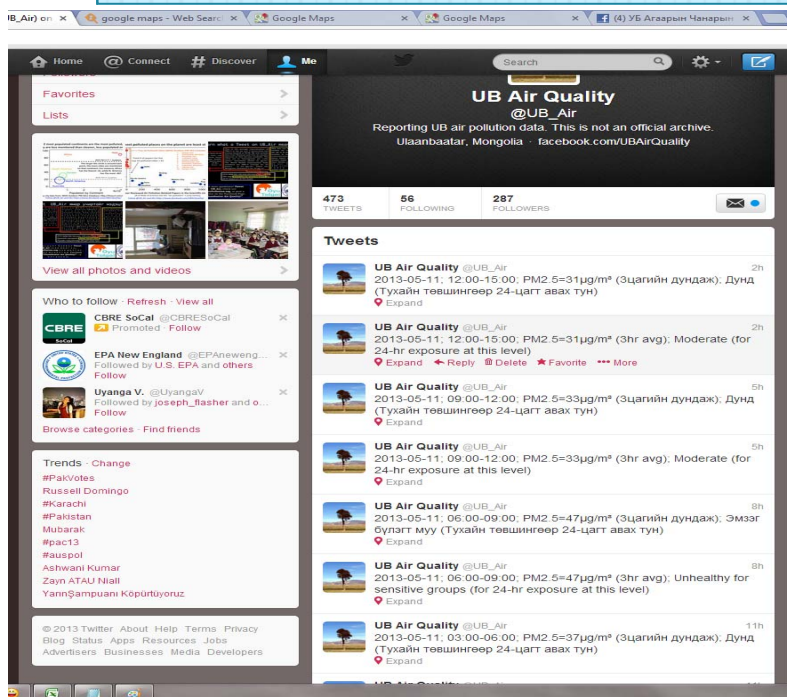 JB_Air) on
google maps - Web Searc
Google Maps
Google Maps
(4) УБ Агаарын Чанарын
Home
Connect
Discover
Me
Search
Favorites
Lists
View all photos and videos
Who to follow · Refresh · View all
CBRE SoCal @CBRESoCal
Promoted · Follow
CBRE
SoCal
EPA New England @EPAneweng...
Followed by U.S. EPA and others
Follow
Uyanga V. @UyangaV
Followed by joseph_flasher and o...
Follow
Browse categories · Find friends
Trends · Change
#PakVotes
Russell Domingo
#Karachi
#Pakistan
Mubarak
#pac13
#auspol
Ashwani Kumar
Zayn ATAU Niall
YarınŞampuanı Köpürtüyoruz
© 2013 Twitter About Help Terms Privacy
Blog Status Apps Resources Jobs
Advertisers Businesses Media Developers
UB Air Quality
@UB_Air
Reporting UB air pollution data. This is not an official archive.
Ulaanbaatar, Mongolia · facebook.com/UBAirQuality
473
TWEETS
56
FOLLOWING
287
FOLLOWERS
Tweets
UB Air Quality @UB_Air 2h
2013-05-11; 12:00-15:00; PM2.5=31µg/m³ (3цагийн дундаж); Дунд
(Тухайн төвшингөөр 24-цагт авах тун)
Expand
UB Air Quality @UB_Air 2h
2013-05-11; 12:00-15:00; PM2.5=31µg/m³ (3hr avg); Moderate (for
24-hr exposure at this level)
Expand Reply Delete Favorite More
UB Air Quality @UB_Air 5h
2013-05-11; 09:00-12:00; PM2.5=33µg/m³ (3цагийн дундаж); Дунд
(Тухайн төвшингөөр 24-цагт авах тун)
Expand
UB Air Quality @UB_Air 5h
2013-05-11; 09:00-12:00; PM2.5=33µg/m³ (3hr avg); Moderate (for
24-hr exposure at this level)
Expand
UB Air Quality @UB_Air 8h
2013-05-11; 06:00-09:00; PM2.5=47µg/m³ (3цагийн дундаж); Эмзэг
бүлэгт муу (Тухайн төвшингөөр 24-цагт авах тун)
Expand
UB Air Quality @UB_Air 8h
2013-05-11; 06:00-09:00; PM2.5=47µg/m³ (3hr avg); Unhealthy for
sensitive groups (for 24-hr exposure at this level)
Expand
UB Air Quality @UB_Air 11h
2013-05-11; 03:00-06:00; PM2.5=37µg/m³ (3цагийн дундаж); Дунд
(Тухайн төвшингөөр 24-цагт авах тун)
Expand